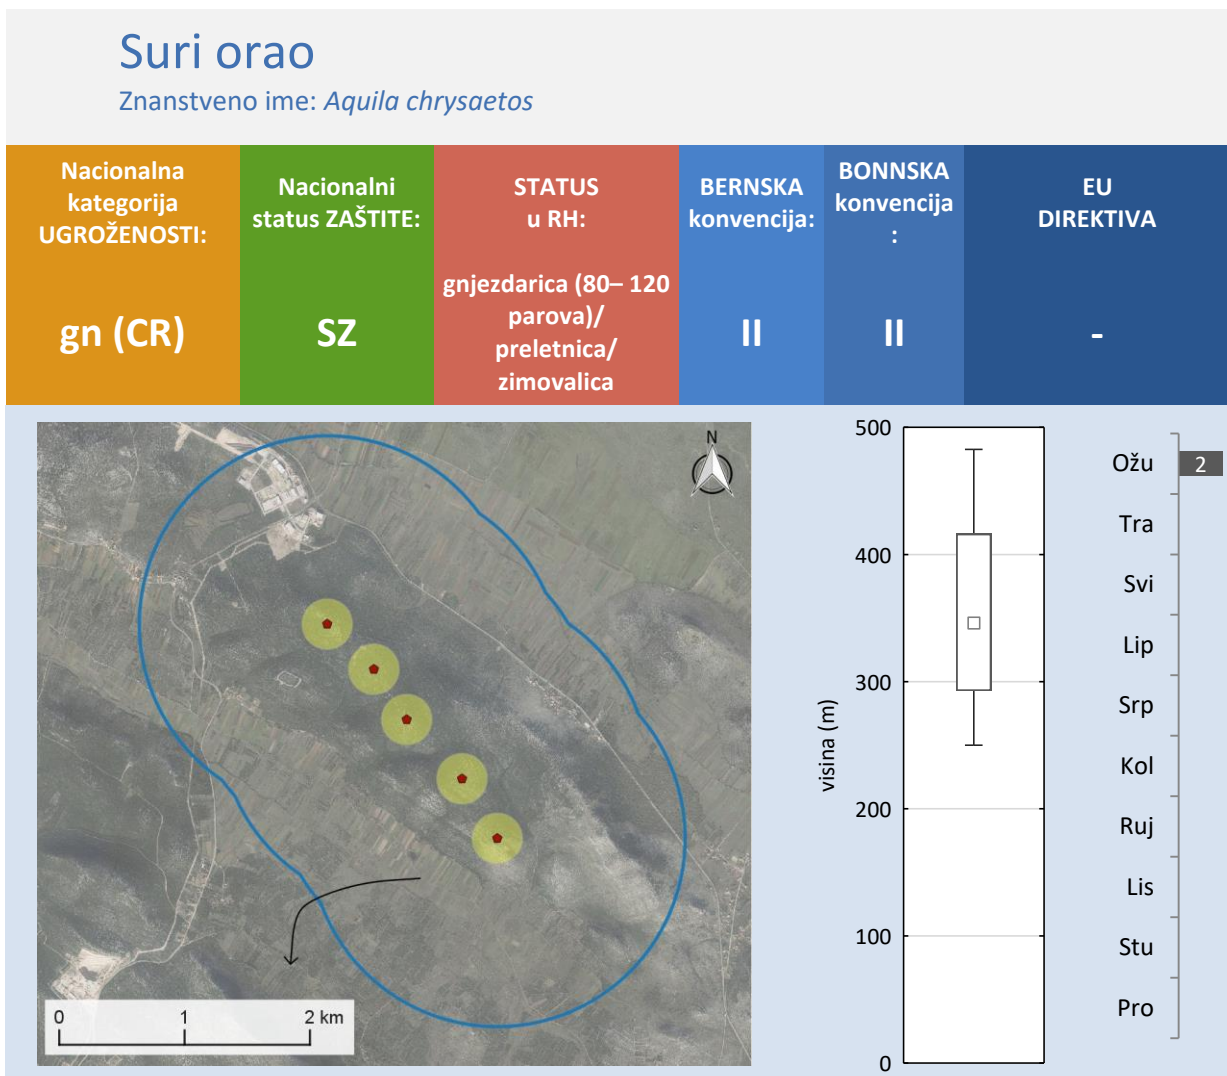 Suri orao
Znanstveno ime: Aquila chrysaetos
Nacionalna
kategorija
UGROŽENOSTI:
gn (CR)
Nacionalni
status ZAŠTITE:
SZ
STATUS
u RH:
gnjezdarica (80– 120
parova)/
preletnica/
zimovalica
BERNSKA
konvencija:
II
BONNSKA
konvencija
:
II
EU
DIREKTIVA
-
N
0 1 2 km
visina (m)
500
400
300
200
100
0
Ožu 2
Tra
Svi
Lip
Srp
Kol
Ruj
Lis
Stu
Pro